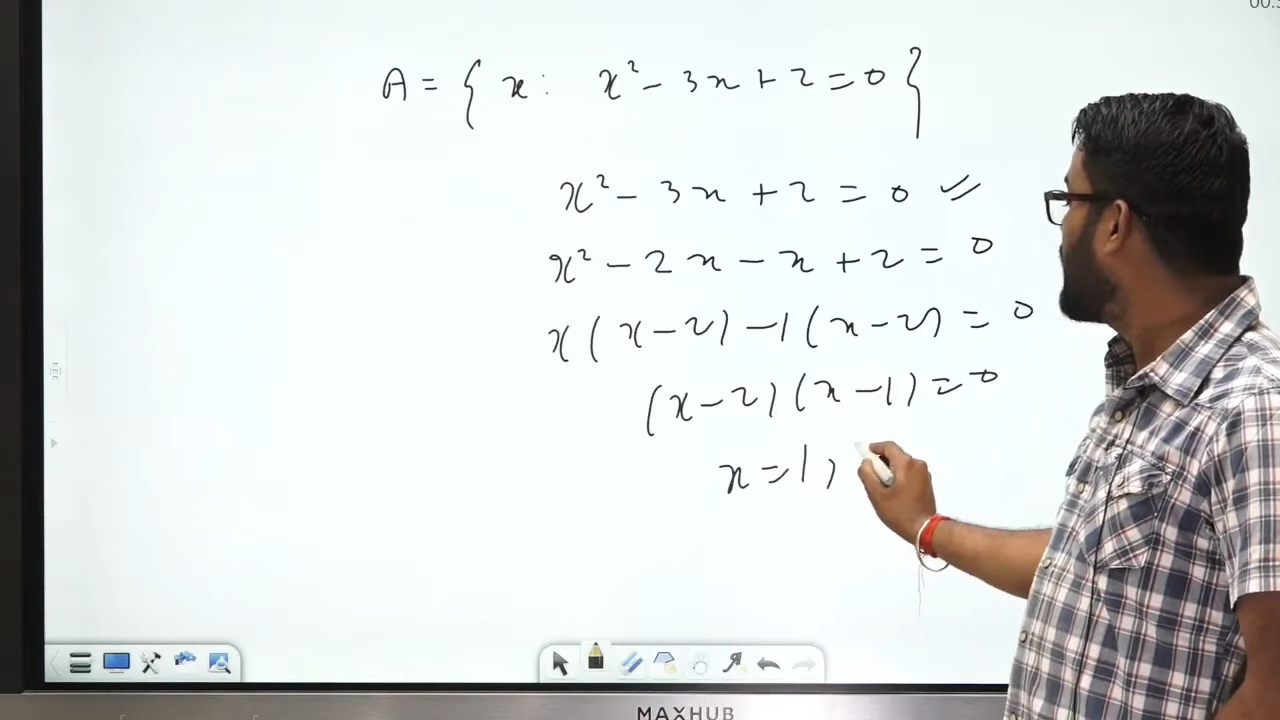 00:
A = { x : x² - 3x + 2 = 0 }
x² - 3x + 2 = 0 ✓
x² - 2x - x + 2 = 0
x ( x - 2 ) - 1 ( x - 2 ) = 0
( x - 2 ) ( x - 1 ) = 0
x = 1 ,
MAXHUB